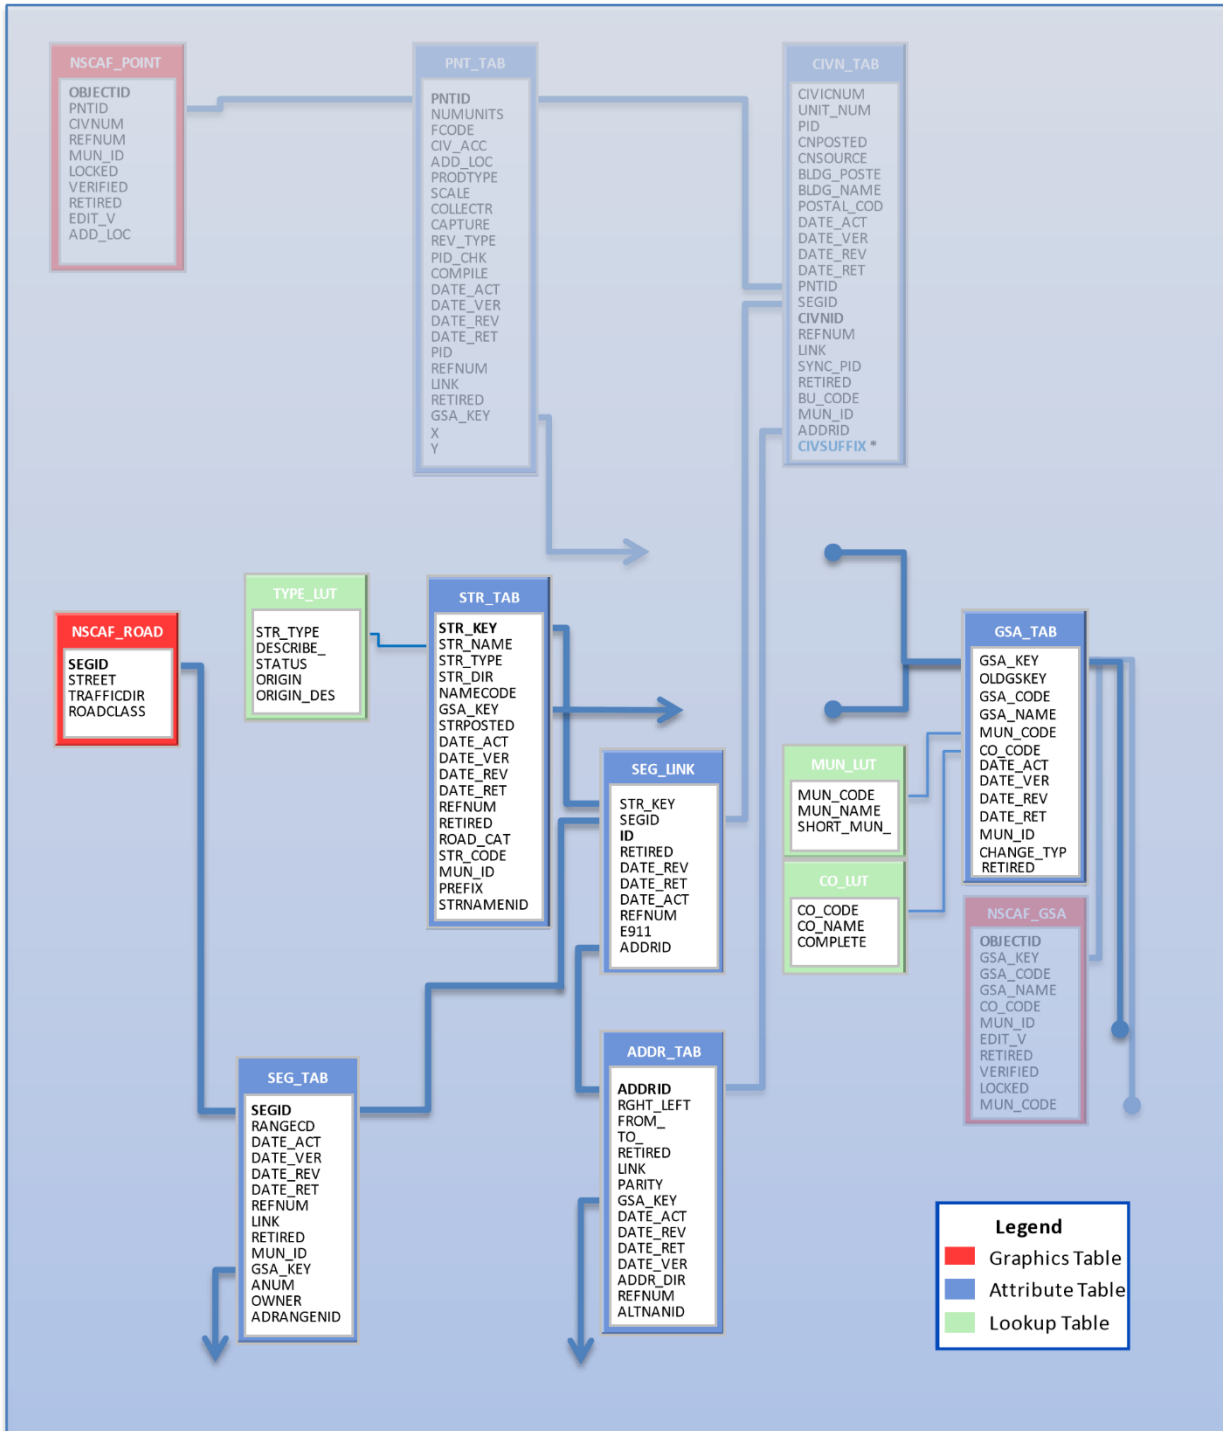 NSCAF_POINT
OBJECTID
PNTID
CIVNUM
REFNUM
MUN_ID
LOCKED
VERIFIED
RETIRED
EDIT_V
ADD_LOC
PNT_TAB
PNTID
NUMUNITS
FCODE
CIV_ACC
ADD_LOC
PRODTYPE
SCALE
COLLECTR
CAPTURE
REV_TYPE
PID_CHK
COMPILE
DATE_ACT
DATE_VER
DATE_REV
DATE_RET
PID
REFNUM
LINK
RETIRED
GSA_KEY
X
Y
CIVN_TAB
CIVICNUM
UNIT_NUM
PID
CNPOSTED
CNSOURCE
BLDG_POSTE
BLDG_NAME
POSTAL_COD
DATE_ACT
DATE_VER
DATE_REV
DATE_RET
PNTID
SEGID
CIVNID
REFNUM
LINK
SYNC_PID
RETIRED
BU_CODE
MUN_ID
ADDRID
CIVSUFFIX *
NSCAF_ROAD
SEGID
STREET
TRAFFICDIR
ROADCLASS
TYPE_LUT
STR_TYPE
DESCRIBE_
STATUS
ORIGIN
ORIGIN_DES
STR_TAB
STR_KEY
STR_NAME
STR_TYPE
STR_DIR
NAMECODE
GSA_KEY
STRPOSTED
DATE_ACT
DATE_VER
DATE_REV
DATE_RET
REFNUM
RETIRED
ROAD_CAT
STR_CODE
MUN_ID
PREFIX
STRNAMENID
SEG_LINK
STR_KEY
SEGID
ID
RETIRED
DATE_REV
DATE_RET
DATE_ACT
REFNUM
E911
ADDRID
MUN_LUT
MUN_CODE
MUN_NAME
SHORT_MUN_
CO_LUT
CO_CODE
CO_NAME
COMPLETE
GSA_TAB
GSA_KEY
OLDGSKEY
GSA_CODE
GSA_NAME
MUN_CODE
CO_CODE
DATE_ACT
DATE_VER
DATE_REV
DATE_RET
MUN_ID
CHANGE_TYP
RETIRED
NSCAF_GSA
OBJECTID
GSA_KEY
GSA_CODE
GSA_NAME
CO_CODE
MUN_ID
EDIT_V
RETIRED
VERIFIED
LOCKED
MUN_CODE
SEG_TAB
SEGID
RANGECD
DATE_ACT
DATE_VER
DATE_REV
DATE_RET
REFNUM
LINK
RETIRED
MUN_ID
GSA_KEY
ANUM
OWNER
ADRANGENID
ADDR_TAB
ADDRID
RGHT_LEFT
FROM_
TO_
RETIRED
LINK
PARITY
GSA_KEY
DATE_ACT
DATE_REV
DATE_RET
DATE_VER
ADDR_DIR
REFNUM
ALTNANID
Legend
Graphics Table
Attribute Table
Lookup Table